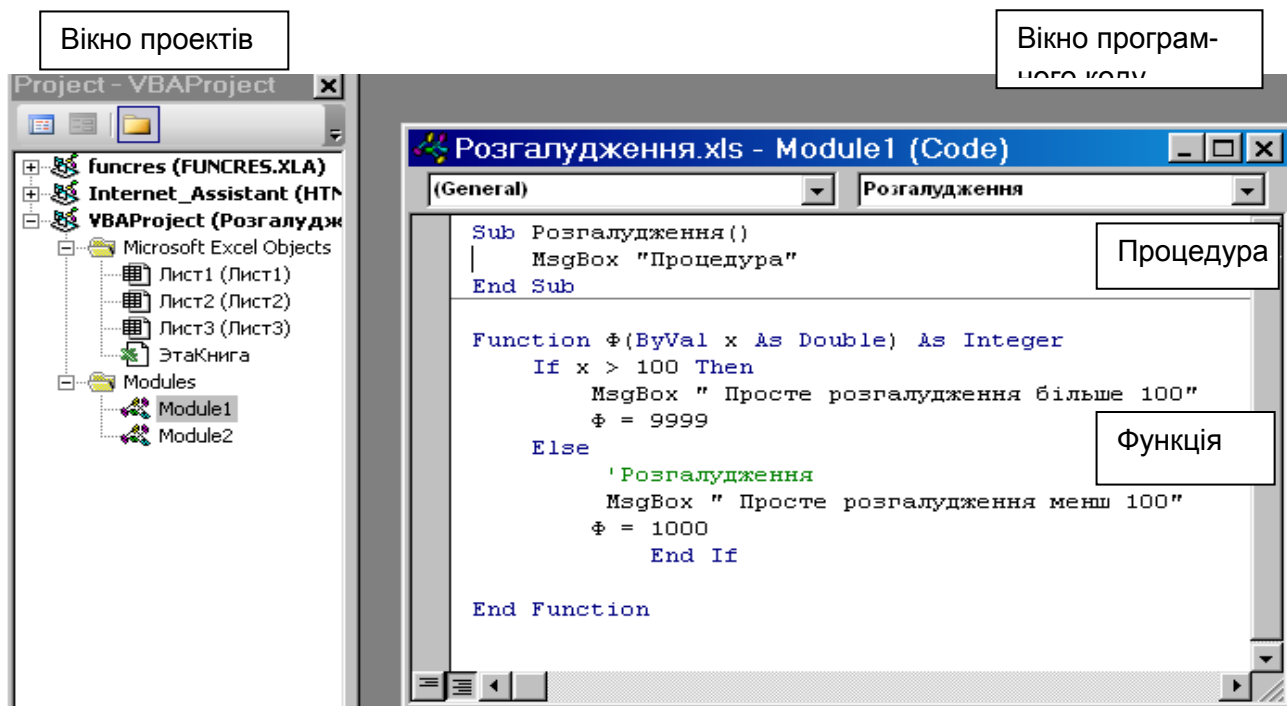 Вікно проектів
Вікно програм-
ного коду
Project - VBAProject
funcres (FUNCRES.XLA)
Internet_Assistant (HTM
VBAProject (Розгалудж
Microsoft Excel Objects
Лист1 (Лист1)
Лист2 (Лист2)
Лист3 (Лист3)
ЭтаКнига
Modules
Module1
Module2
Розгалудження.xls - Module1 (Code)
(General)
Розгалудження
Sub Розгалудження()
MsgBox "Процедура"
End Sub
Процедура
Function Ф(ByVal x As Double) As Integer
If x > 100 Then
MsgBox " Просте розгалудження більше 100"
Ф = 9999
Else
Функція
'Розгалудження
MsgBox " Просте розгалудження менш 100"
Ф = 1000
End If
End Function